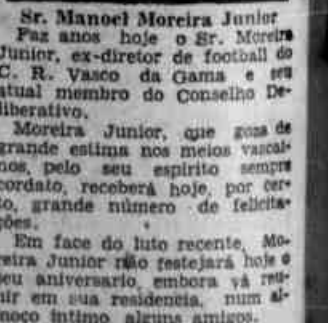 Sr. Manoel Moreira Junior
Faz anos hoje o Sr. Moreira
Junior, ex-diretor de football do
C. R. Vasco da Gama e seu
atual membro do Conselho De-
liberativo.
Moreira Junior, que goza de
grande estima nos meios vascai-
nos, pelo seu espirito sempre
cordato, receberá hoje, por cer-
to, grande número de felicita-
ções.
Em face do luto recente, Mo-
reira Junior não festejará hoje o
seu aniversario, embora vá reu-
nir em sua residencia, num al-
moço intimo alguns amigos.